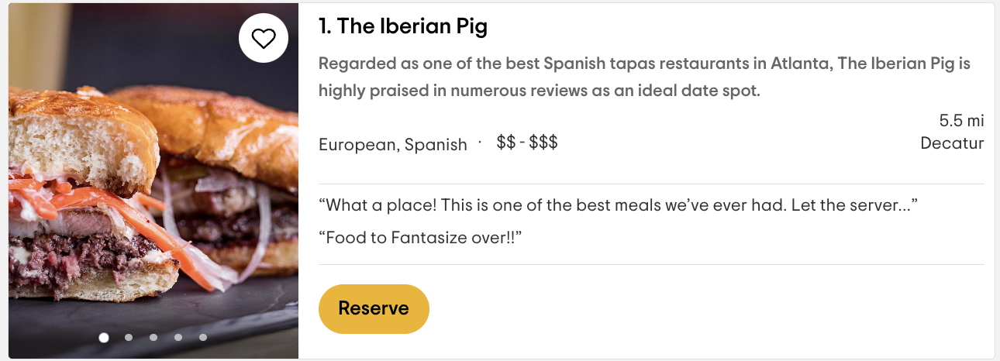 1. The Iberian Pig
Regarded as one of the best Spanish tapas restaurants in Atlanta, The Iberian Pig is
highly praised in numerous reviews as an ideal date spot.
5.5 mi
European, Spanish · $$ - $$$
Decatur
“What a place! This is one of the best meals we’ve ever had. Let the server...”
“Food to Fantasize over!!”
Reserve